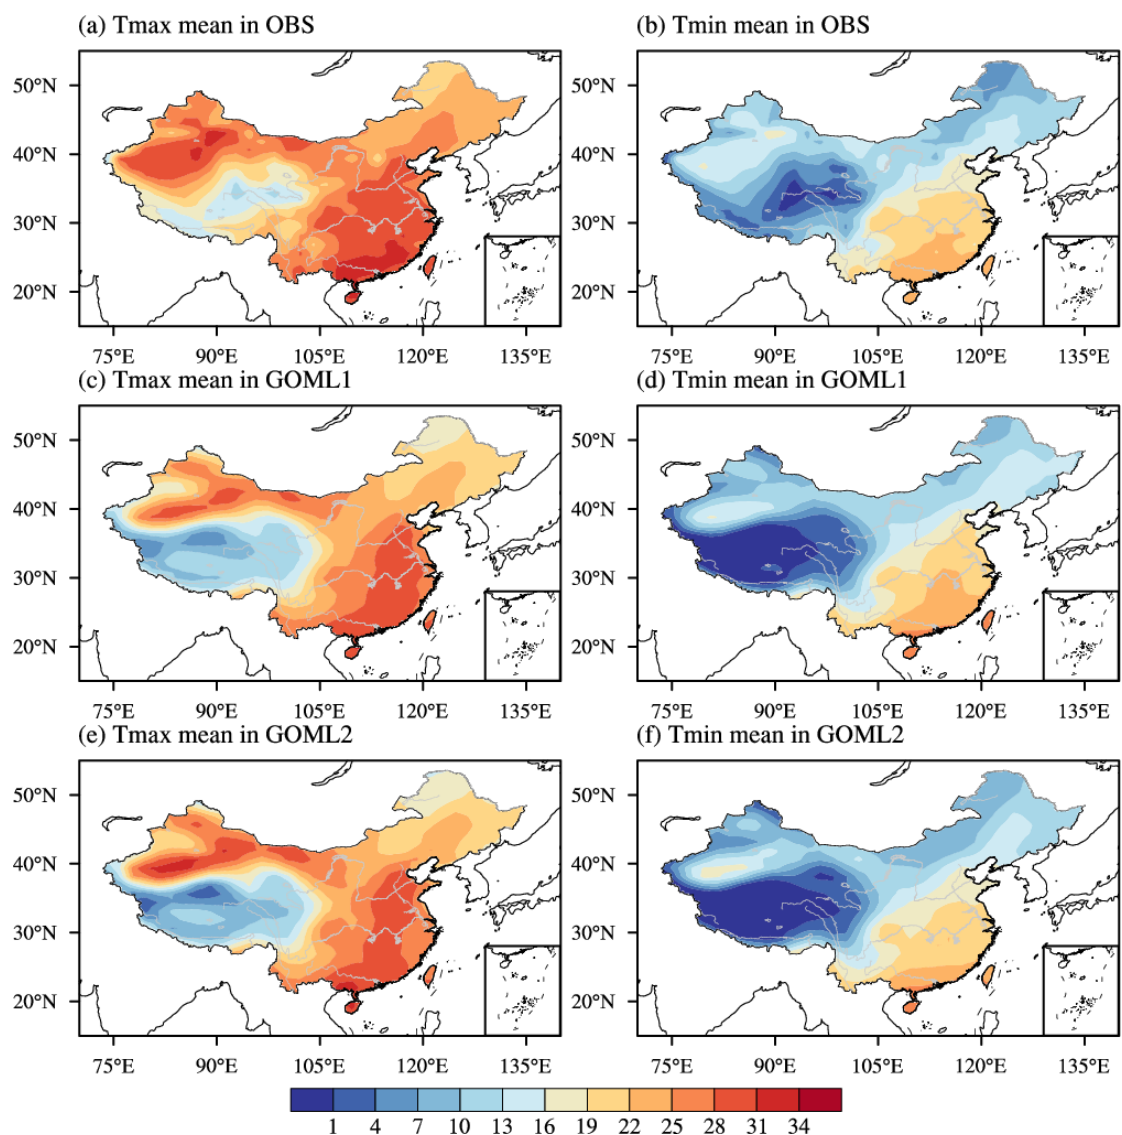 (a) Tmax mean in OBS
(b) Tmin mean in OBS
50°N
40°N
30°N
20°N
50°N
40°N
30°N
20°N
75°E 90°E 105°E 120°E 135°E
75°E 90°E 105°E 120°E 135°E
(c) Tmax mean in GOML1
(d) Tmin mean in GOML1
50°N
40°N
30°N
20°N
50°N
40°N
30°N
20°N
75°E 90°E 105°E 120°E 135°E
75°E 90°E 105°E 120°E 135°E
(e) Tmax mean in GOML2
(f) Tmin mean in GOML2
50°N
40°N
30°N
20°N
50°N
40°N
30°N
20°N
75°E 90°E 105°E 120°E 135°E
75°E 90°E 105°E 120°E 135°E
1 4 7 10 13 16 19 22 25 28 31 34